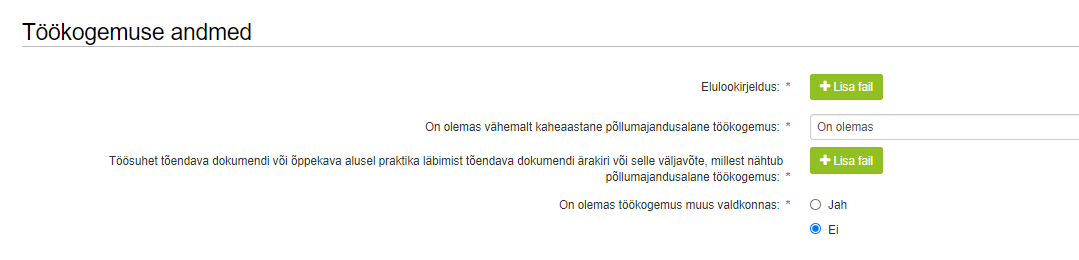 Töökogemuse andmed
Elulookirjeldus: * Lisa fail
On olemas vähemalt kaheaastane põllumajandusalane töökogemus: * On olemas
Töösuhet tõendava dokumendi või õppekava alusel praktika läbimist tõendava dokumendi ärakiri või selle väljavõte, millest nähtub
põllumajandusalane töökogemus: *
Lisa fail
On olemas töökogemus muus valdkonnas: * Jah
Ei